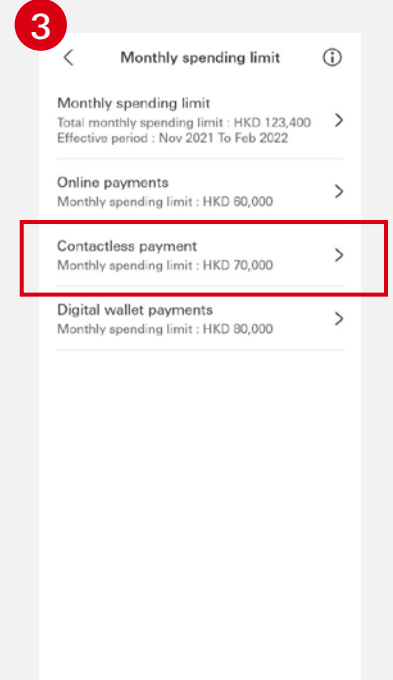 3
Monthly spending limit
Monthly spending limit
Total monthly spending limit : HKD 123,400
Effective period : Nov 2021 To Feb 2022
Online payments
Monthly spending limit : HKD 60,000
Contactless payment
Monthly spending limit : HKD 70,000
Digital wallet payments
Monthly spending limit : HKD 80,000